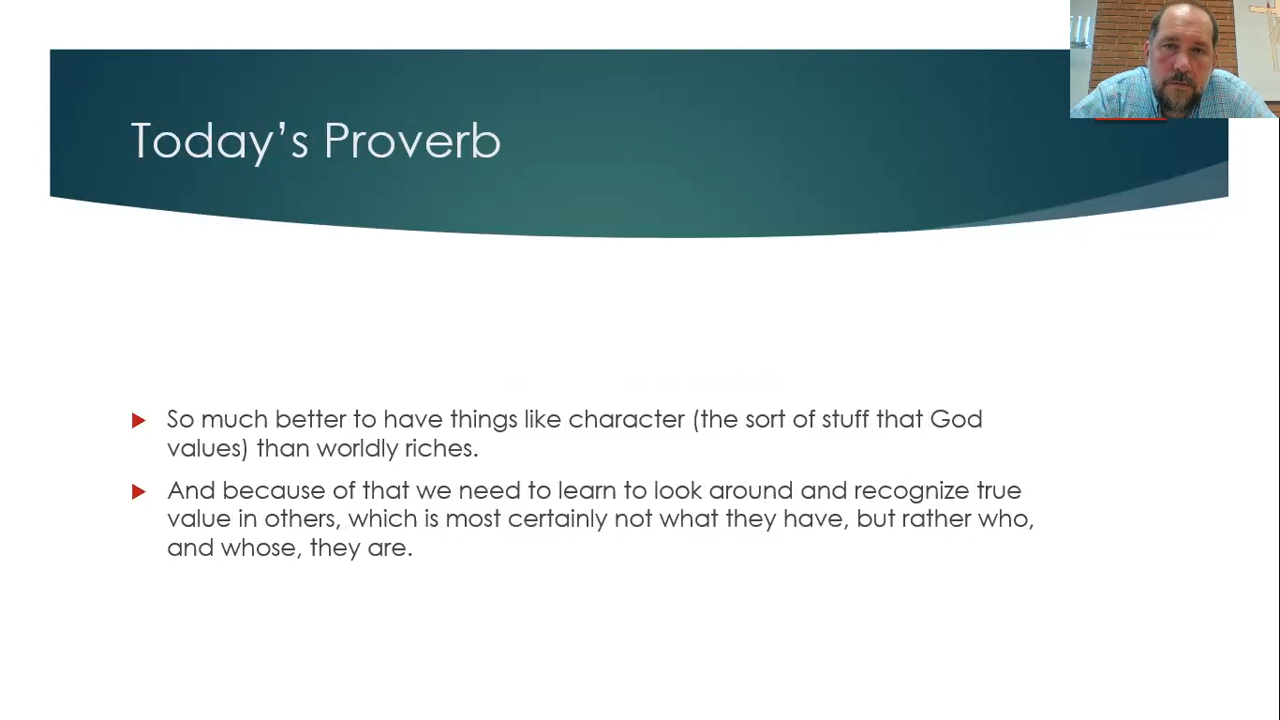 Today’s Proverb
So much better to have things like character (the sort of stuff that God
values) than worldly riches.
And because of that we need to learn to look around and recognize true
value in others, which is most certainly not what they have, but rather who,
and whose, they are.